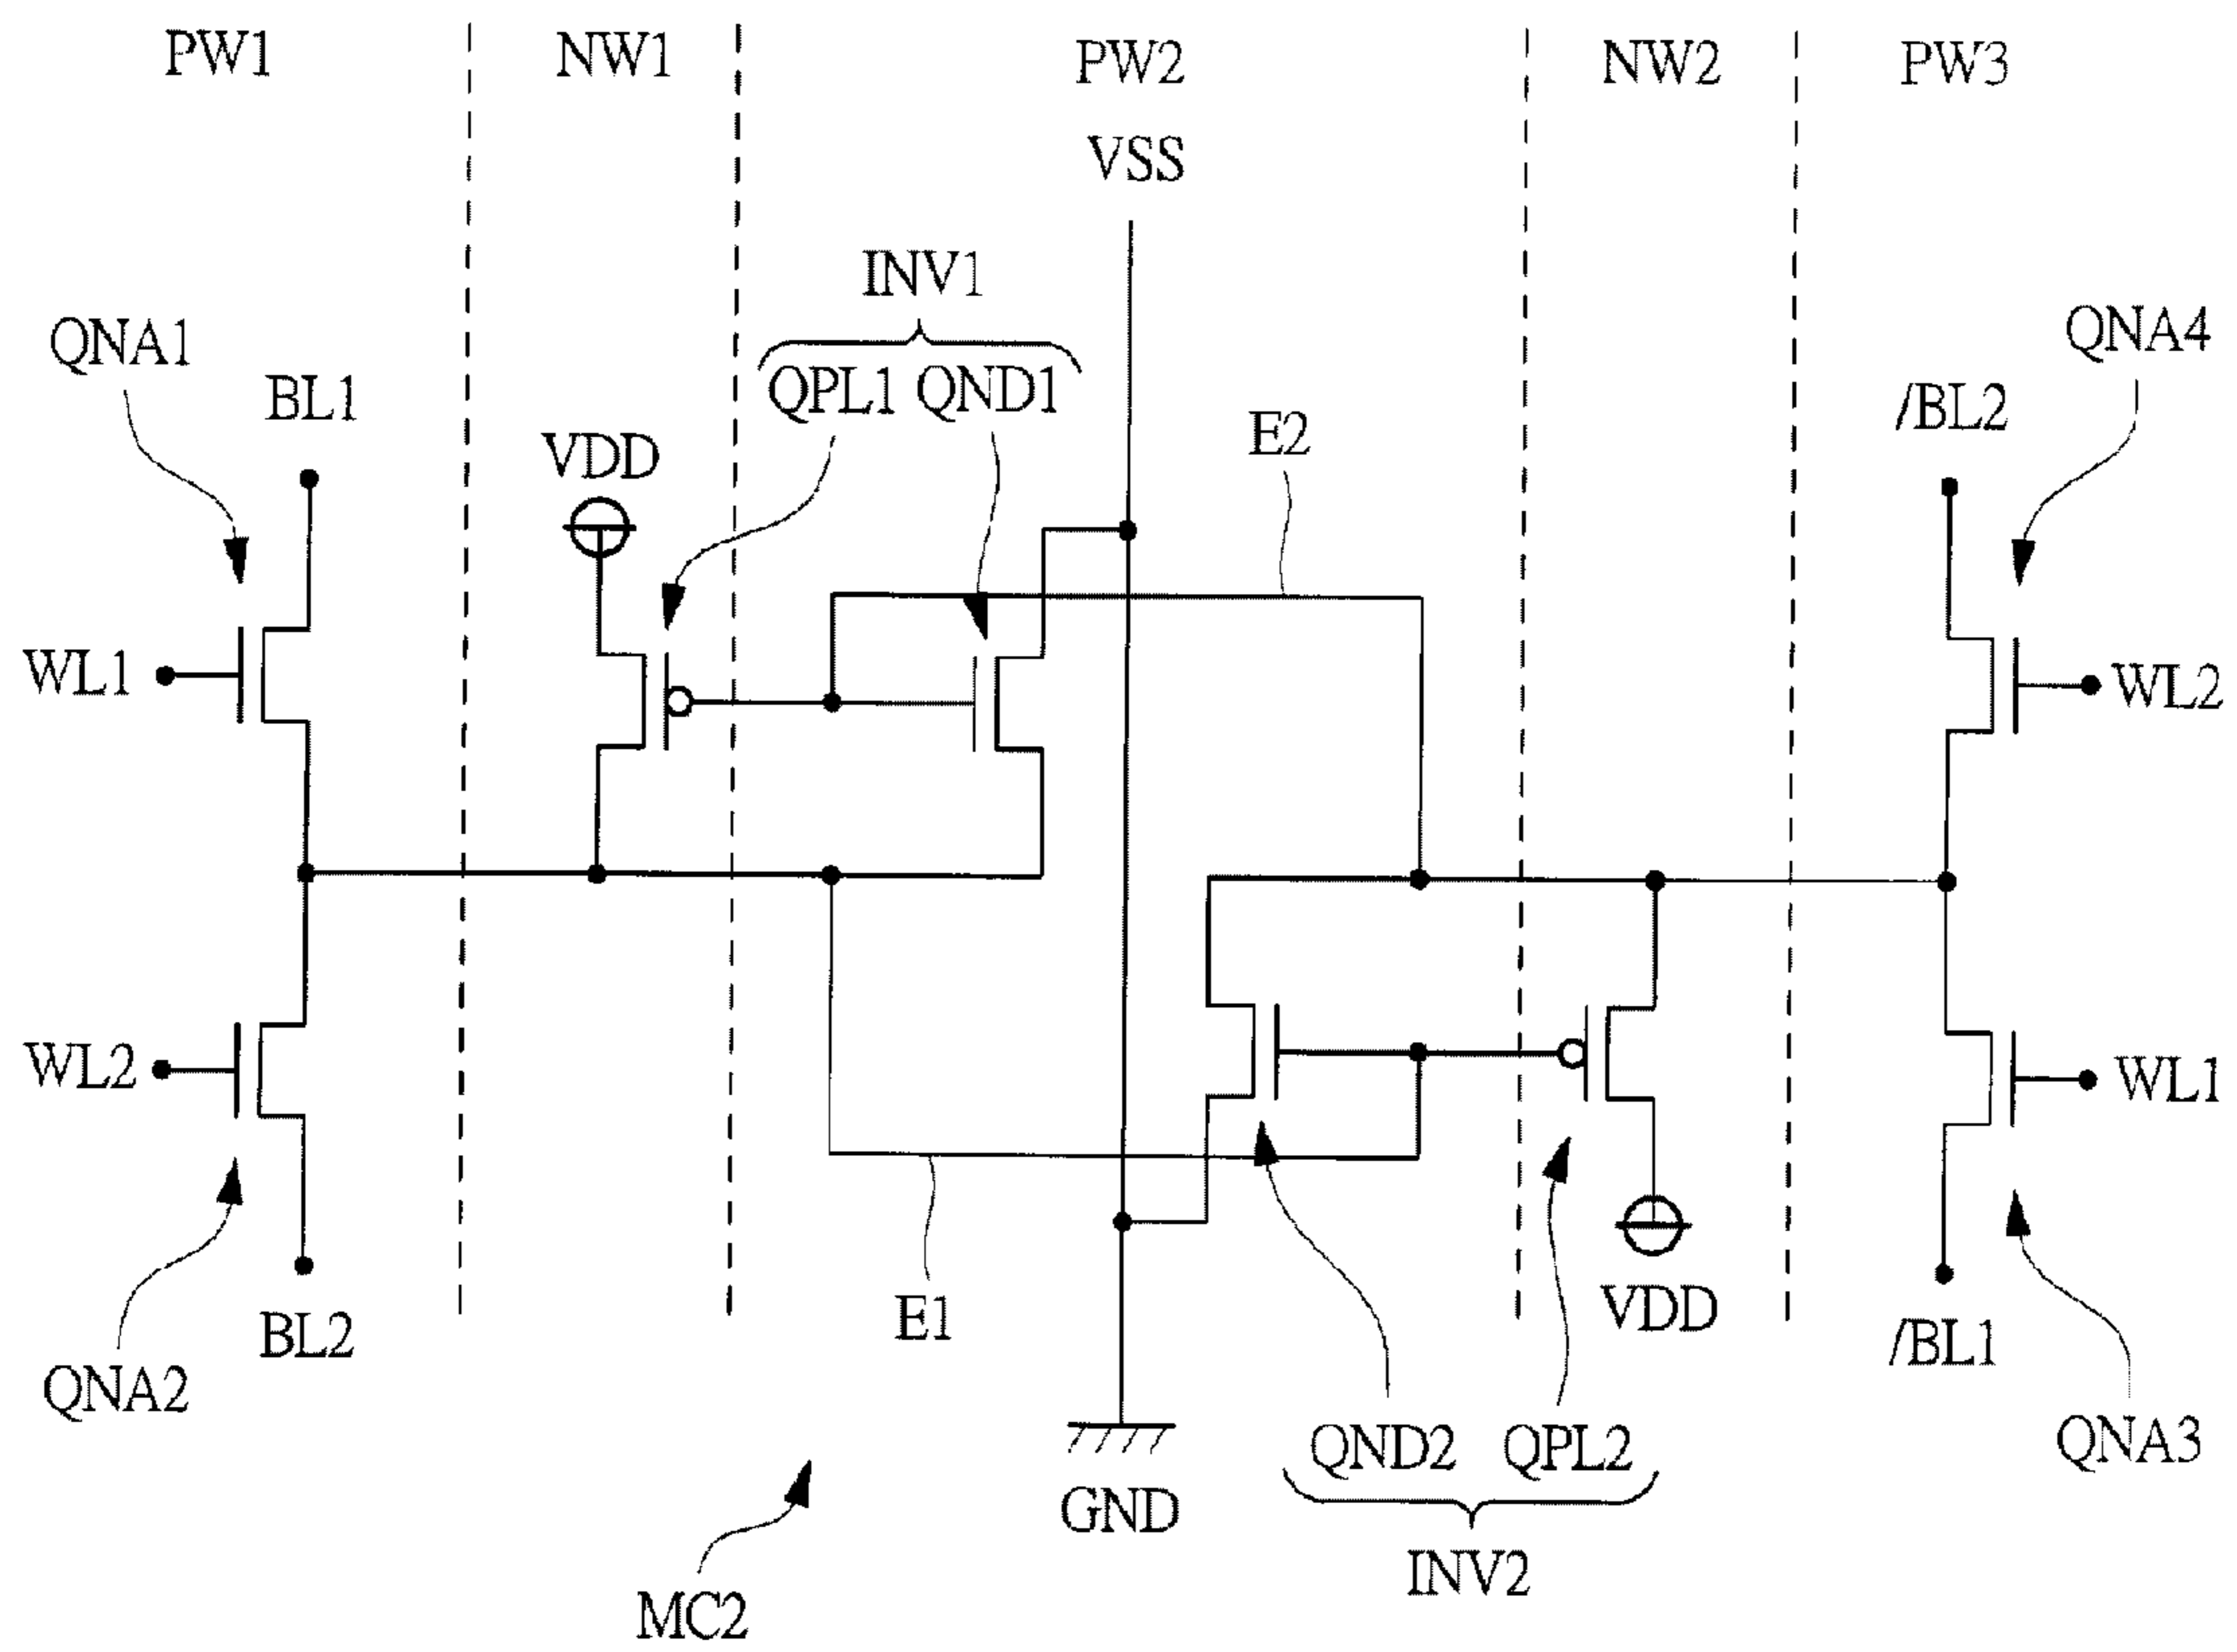 PW1 NW1 PW2 NW2 PW3
VSS
INV1
QNA1 QNA4
QPL1 QND1
BL1 /BL2
E2
VDD
WL1 WL2
WL2 WL1
E1
VDD
BL2 /BL1
QNA2
QND2 QPL2 QNA3
GND
INV2
MC2